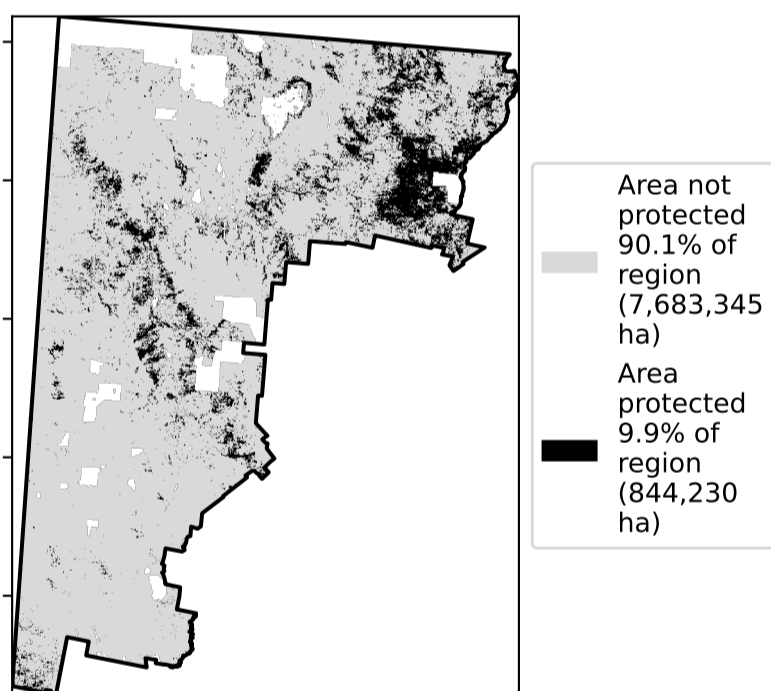 Area not
protected
90.1% of
region
(7,683,345
ha)
Area
protected
9.9% of
region
(844,230
ha)